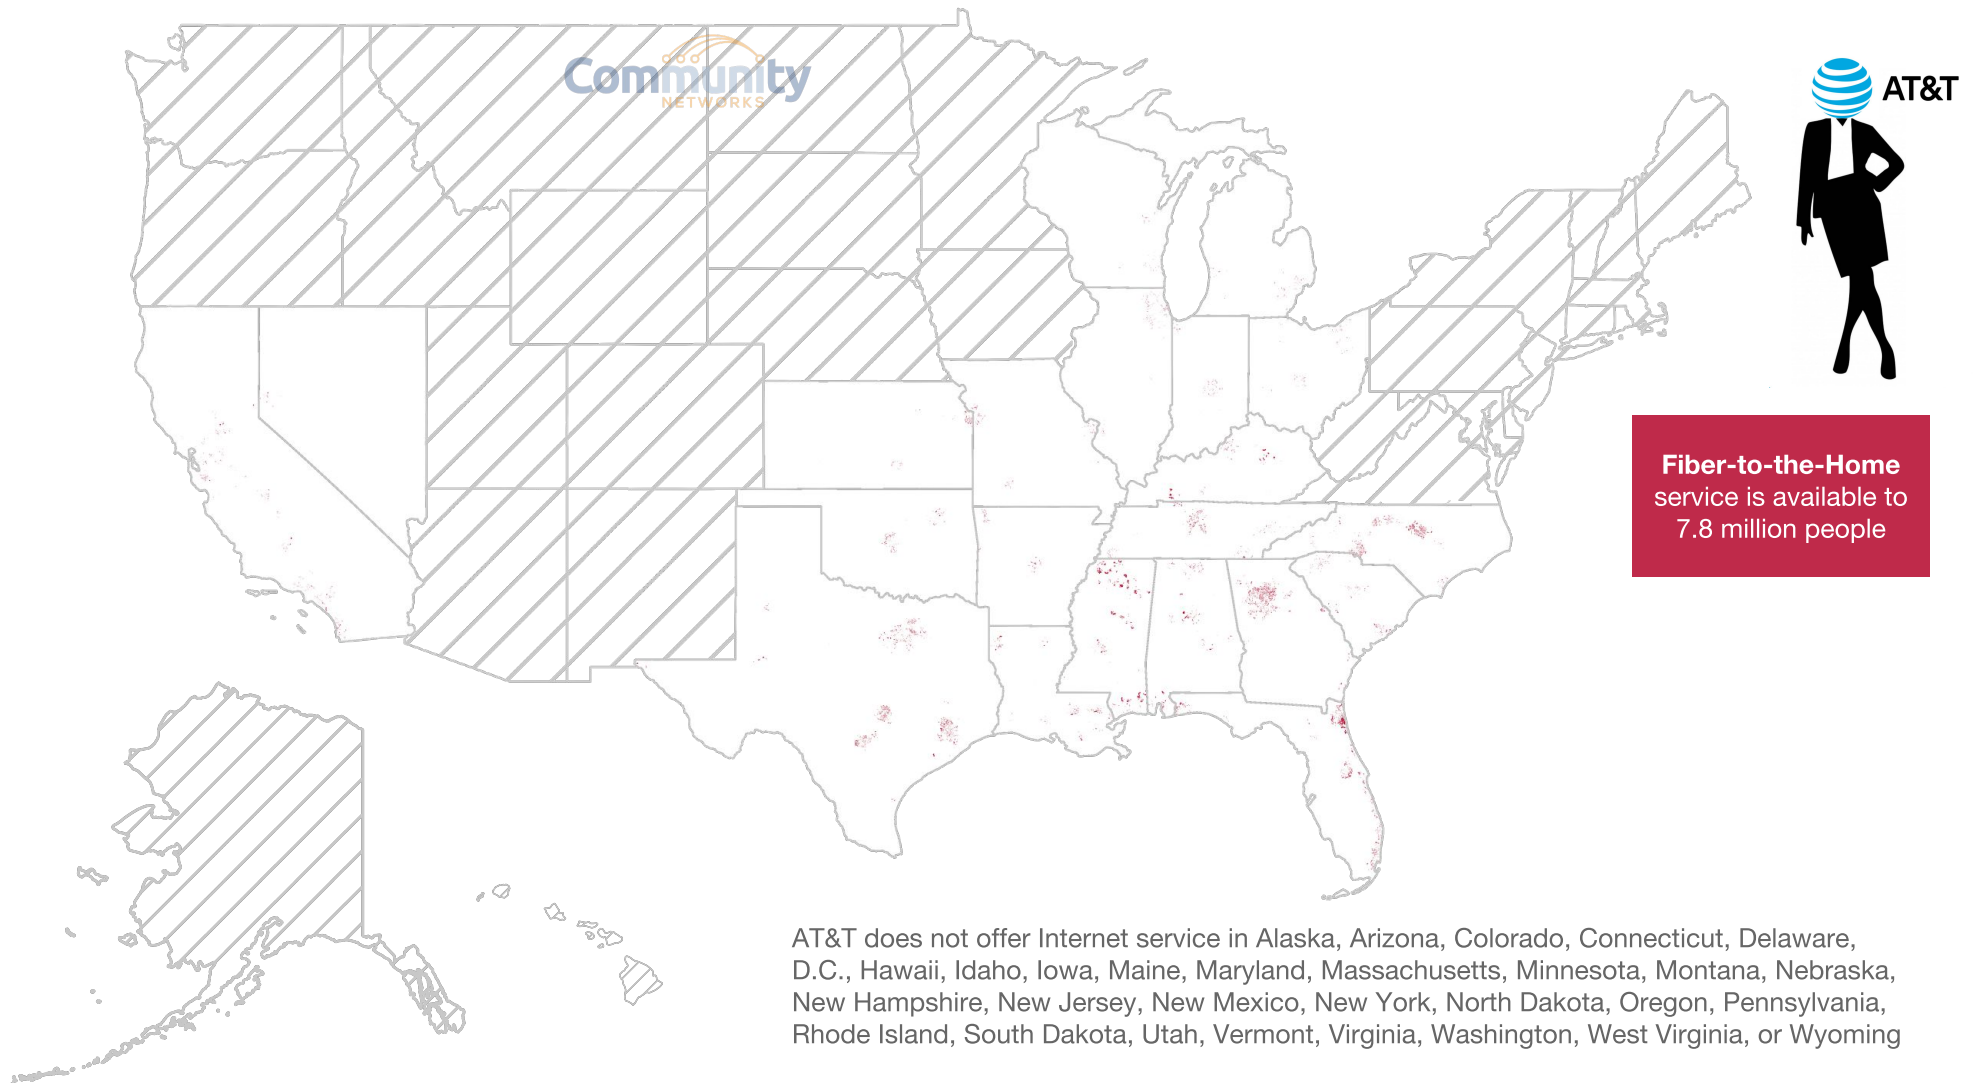 Community
NETWORKS
AT&T
Fiber-to-the-Home
service is available to
7.8 million people
AT&T does not offer Internet service in Alaska, Arizona, Colorado, Connecticut, Delaware,
D.C., Hawaii, Idaho, Iowa, Maine, Maryland, Massachusetts, Minnesota, Montana, Nebraska,
New Hampshire, New Jersey, New Mexico, New York, North Dakota, Oregon, Pennsylvania,
Rhode Island, South Dakota, Utah, Vermont, Virginia, Washington, West Virginia, or Wyoming